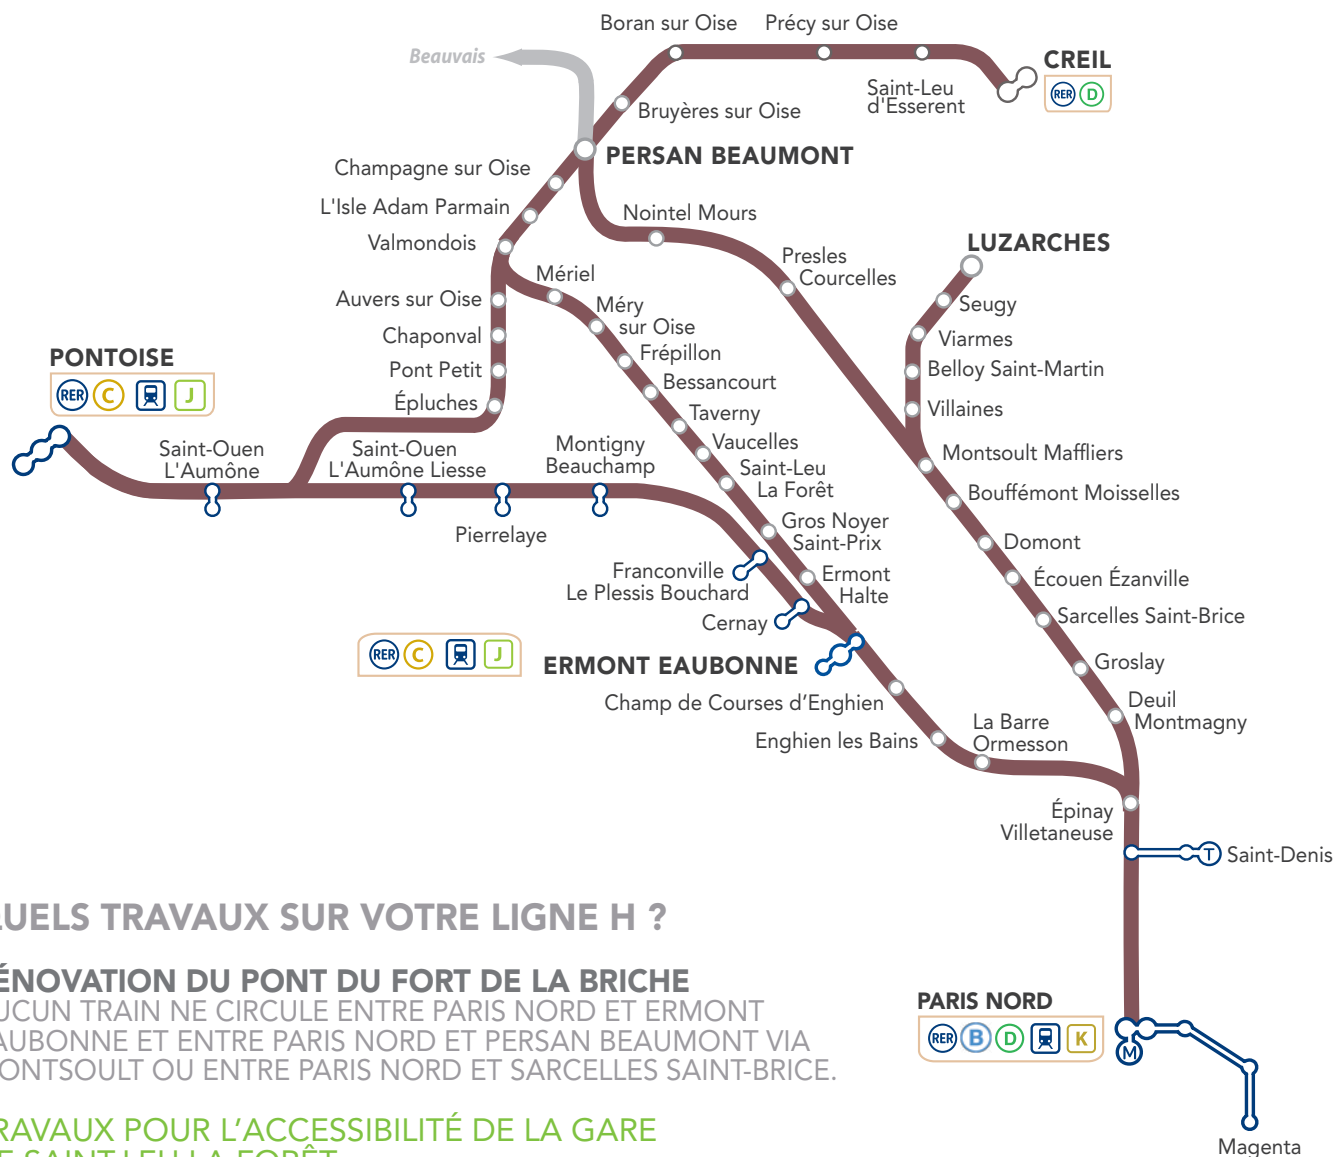 Boran sur Oise
Précy sur Oise
Beauvais
CREIL
RER D
Saint-Leu
d'Esserent
Bruyères sur Oise
PERSAN BEAUMONT
Champagne sur Oise
L'Isle Adam Parmain
Nointel Mours
Valmondois
LUZARCHES
Presles
Courcelles
Mériel
Auvers sur Oise
Méry
sur Oise
Seugy
Chaponval
Viarmes
PONTOISE
RER C J
Frépillon
Pont Petit
Belloy Saint-Martin
Bessancourt
Épluches
Villaines
Taverny
Saint-Ouen
L'Aumône
Saint-Ouen
L'Aumône Liesse
Montigny
Beauchamp
Vaucelles
Montsoult Maffliers
Saint-Leu
La Forêt
Bouffémont Moisselles
Pierrelaye
Gros Noyer
Saint-Prix
Domont
Franconville
Le Plessis Bouchard
Ermont
Halte
Écouen Ézanville
Cernay
Sarcelles Saint-Brice
RER C J
ERMONT EAUBONNE
Groslay
Champ de Courses d’Enghien
Deuil
Montmagny
Enghien les Bains
La Barre
Ormesson
Épinay
Villetaneuse
T Saint-Denis
UELS TRAVAUX SUR VOTRE LIGNE H ?
ÉNOVATION DU PONT DU FORT DE LA BRICHE
UCUN TRAIN NE CIRCULE ENTRE PARIS NORD ET ERMONT
AUBONNE ET ENTRE PARIS NORD ET PERSAN BEAUMONT VIA
ONTSOULT OU ENTRE PARIS NORD ET SARCELLES SAINT-BRICE.
PARIS NORD
RER B D K
M
RAVAUX POUR L’ACCESSIBILITÉ DE LA GARE
E SAINT-LEU LA FORÊT
Magenta